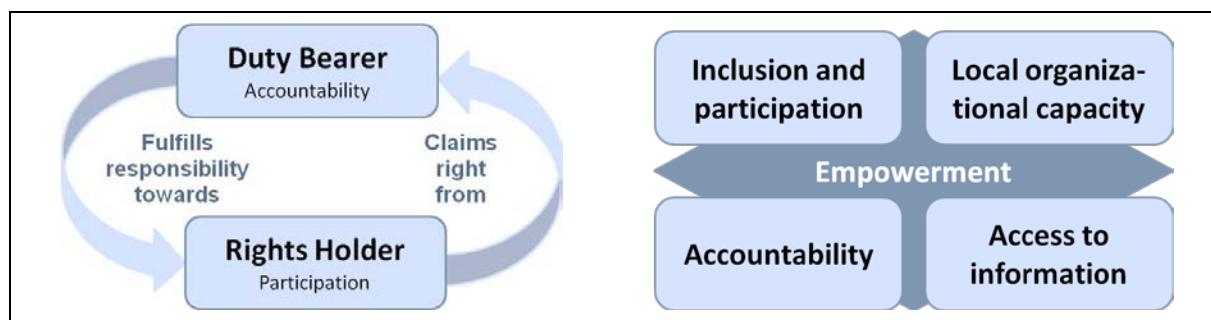 Duty Bearer
Accountability
Fulfills
responsibility
towards
Claims
right
from
Rights Holder
Participation
Inclusion and
participation
Local organiza-
tional capacity
Empowerment
Accountability
Access to
information